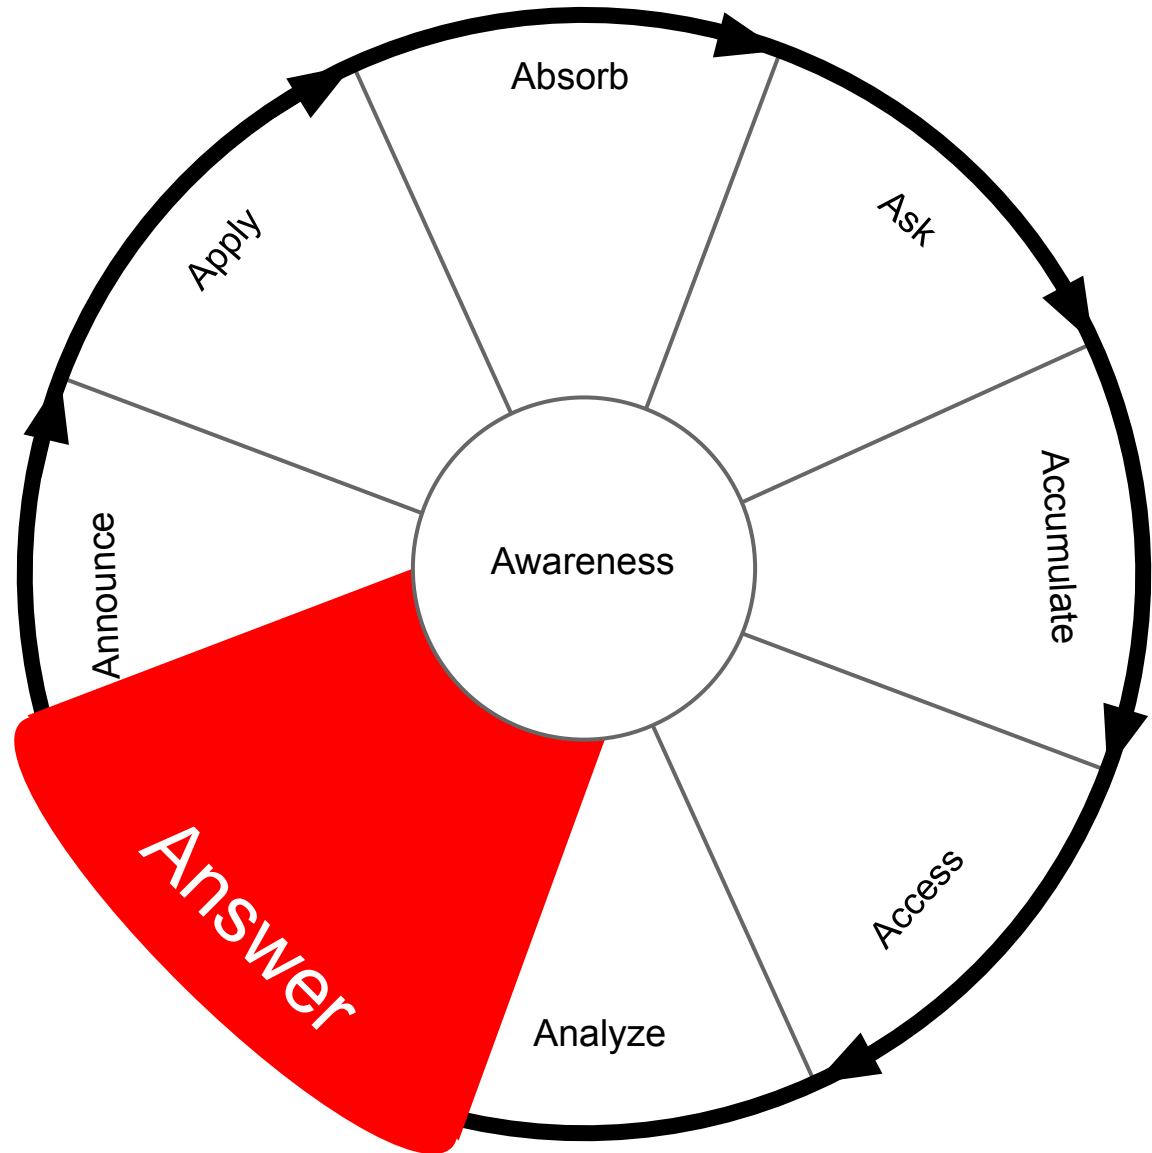 Absorb
Ask
Accumulate
Access
Analyze
Answer
Announce
Apply
Awareness